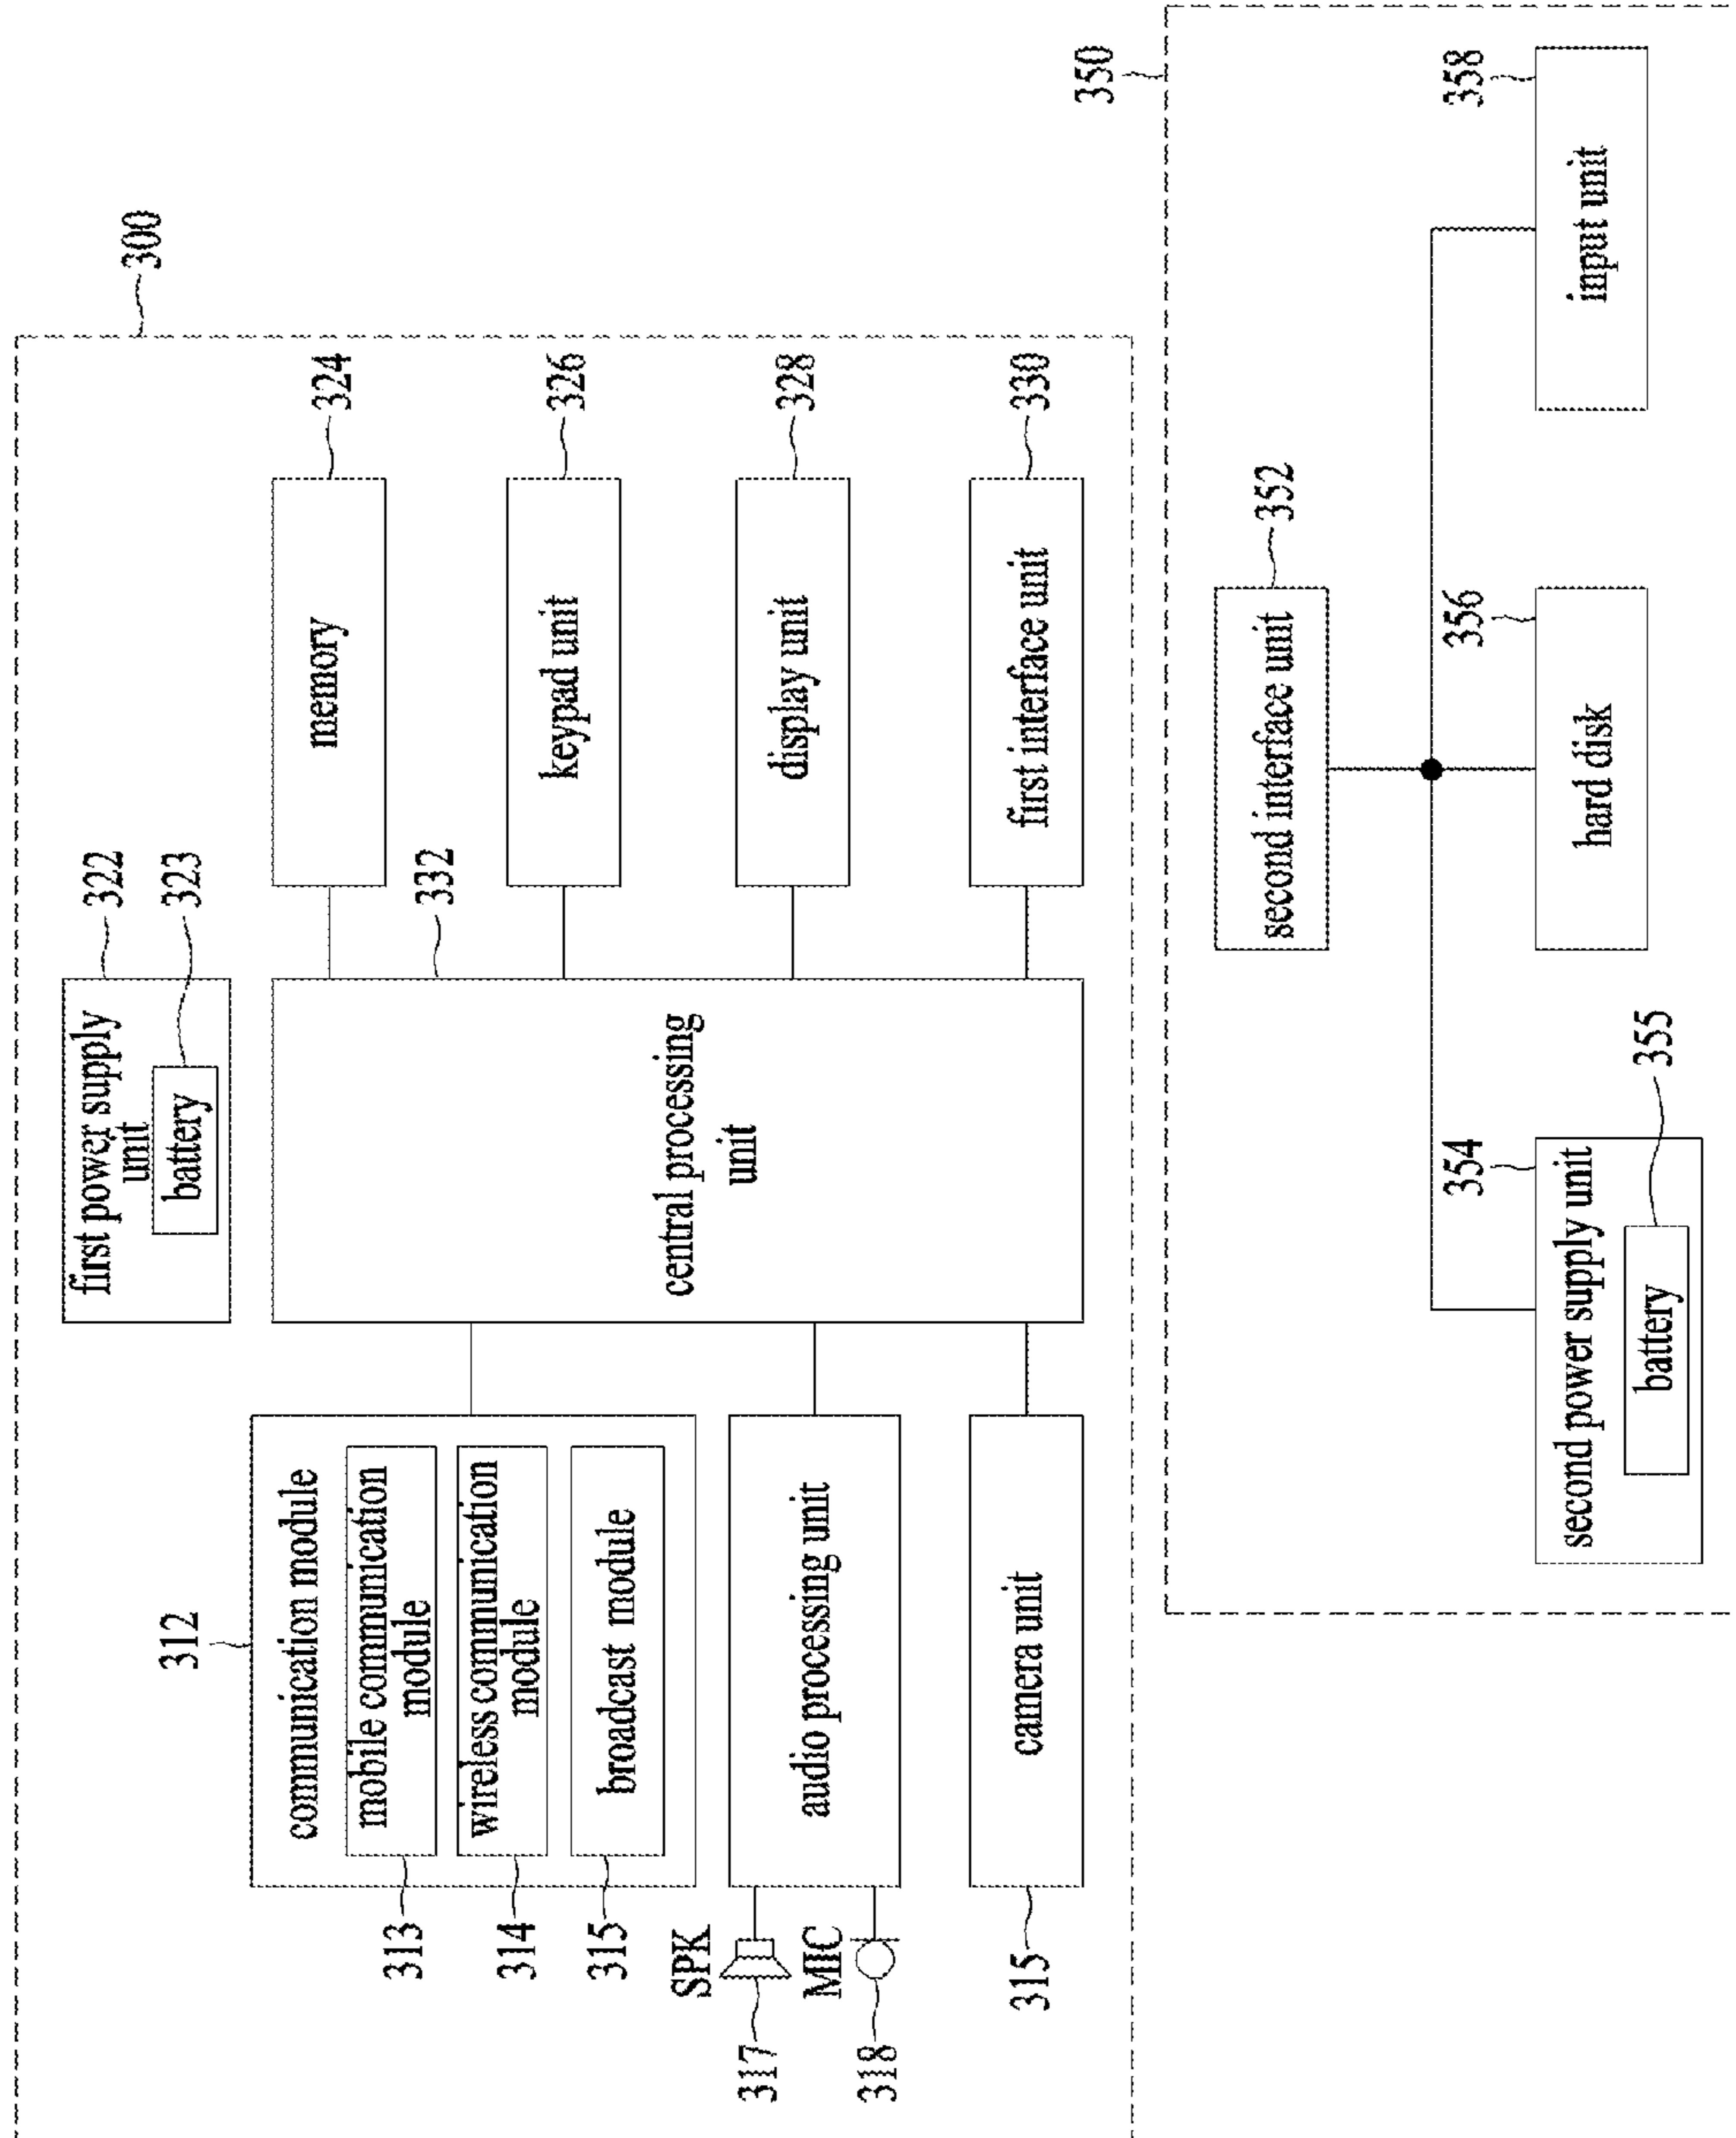 300
312
communication module
mobile communication
module
313
wireless communication
module
314
broadcast module
315
SPK
317
MIC
318
audio processing unit
camera unit
315
first power supply
unit
battery
322
323
central processing
unit
332
memory
324
keypad unit
326
display unit
328
first interface unit
330
350
second interface unit
352
second power supply unit
battery
354
355
hard disk
356
input unit
358